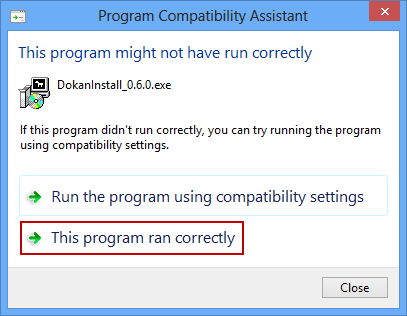 Program Compatibility Assistant
This program might not have run correctly
DokanInstall_0.6.0.exe
If this program didn't run correctly, you can try running the program
using compatibility settings.
Run the program using compatibility settings
This program ran correctly
Close